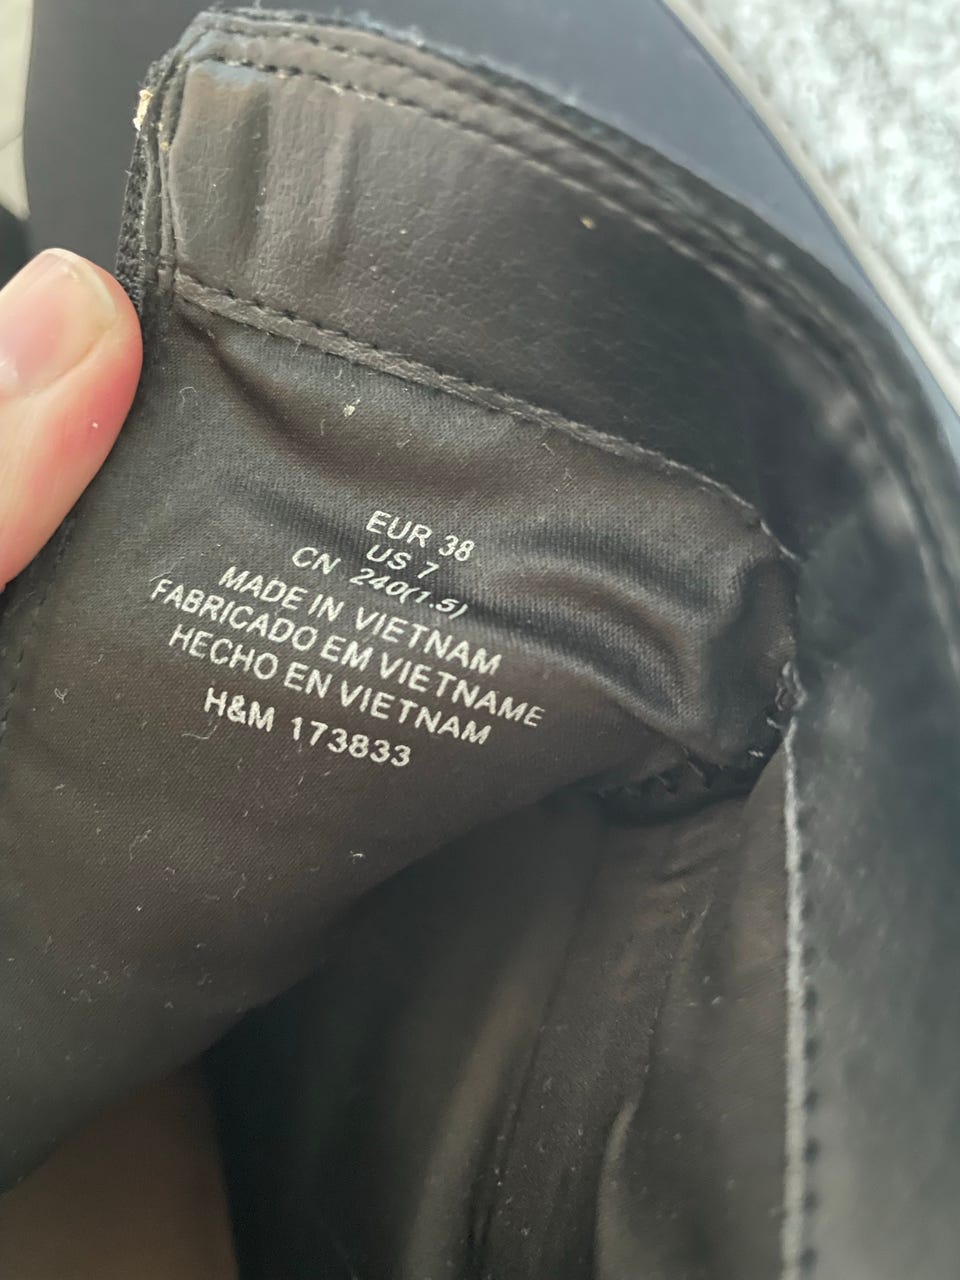 EUR 38
US 7
CN 240(1.5)
MADE IN VIETNAM
FABRICADO EM VIETNAME
HECHO EN VIETNAM
H&M 173833